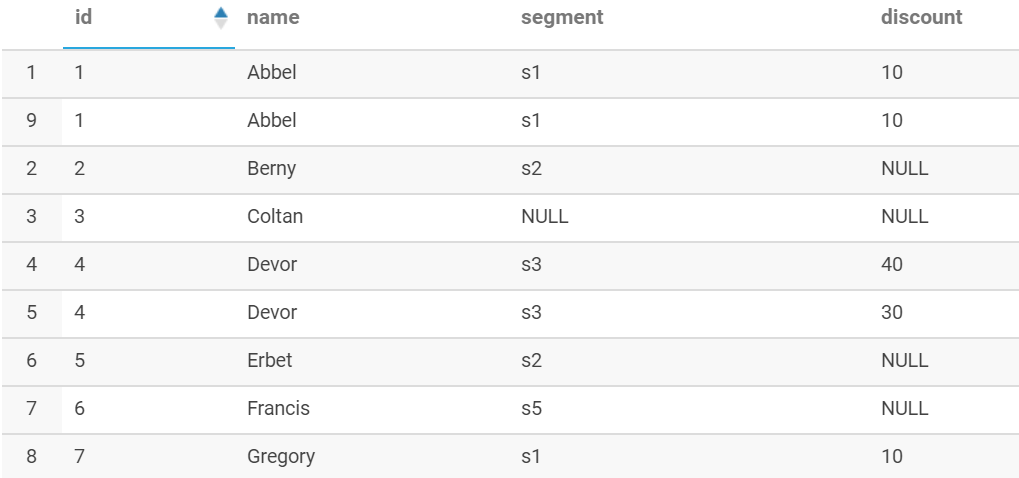 id name segment discount
1 1 Abbel s1 10
9 1 Abbel s1 10
2 2 Berny s2 NULL
3 3 Coltan NULL NULL
4 4 Devor s3 40
5 4 Devor s3 30
6 5 Erbet s2 NULL
7 6 Francis s5 NULL
8 7 Gregory s1 10